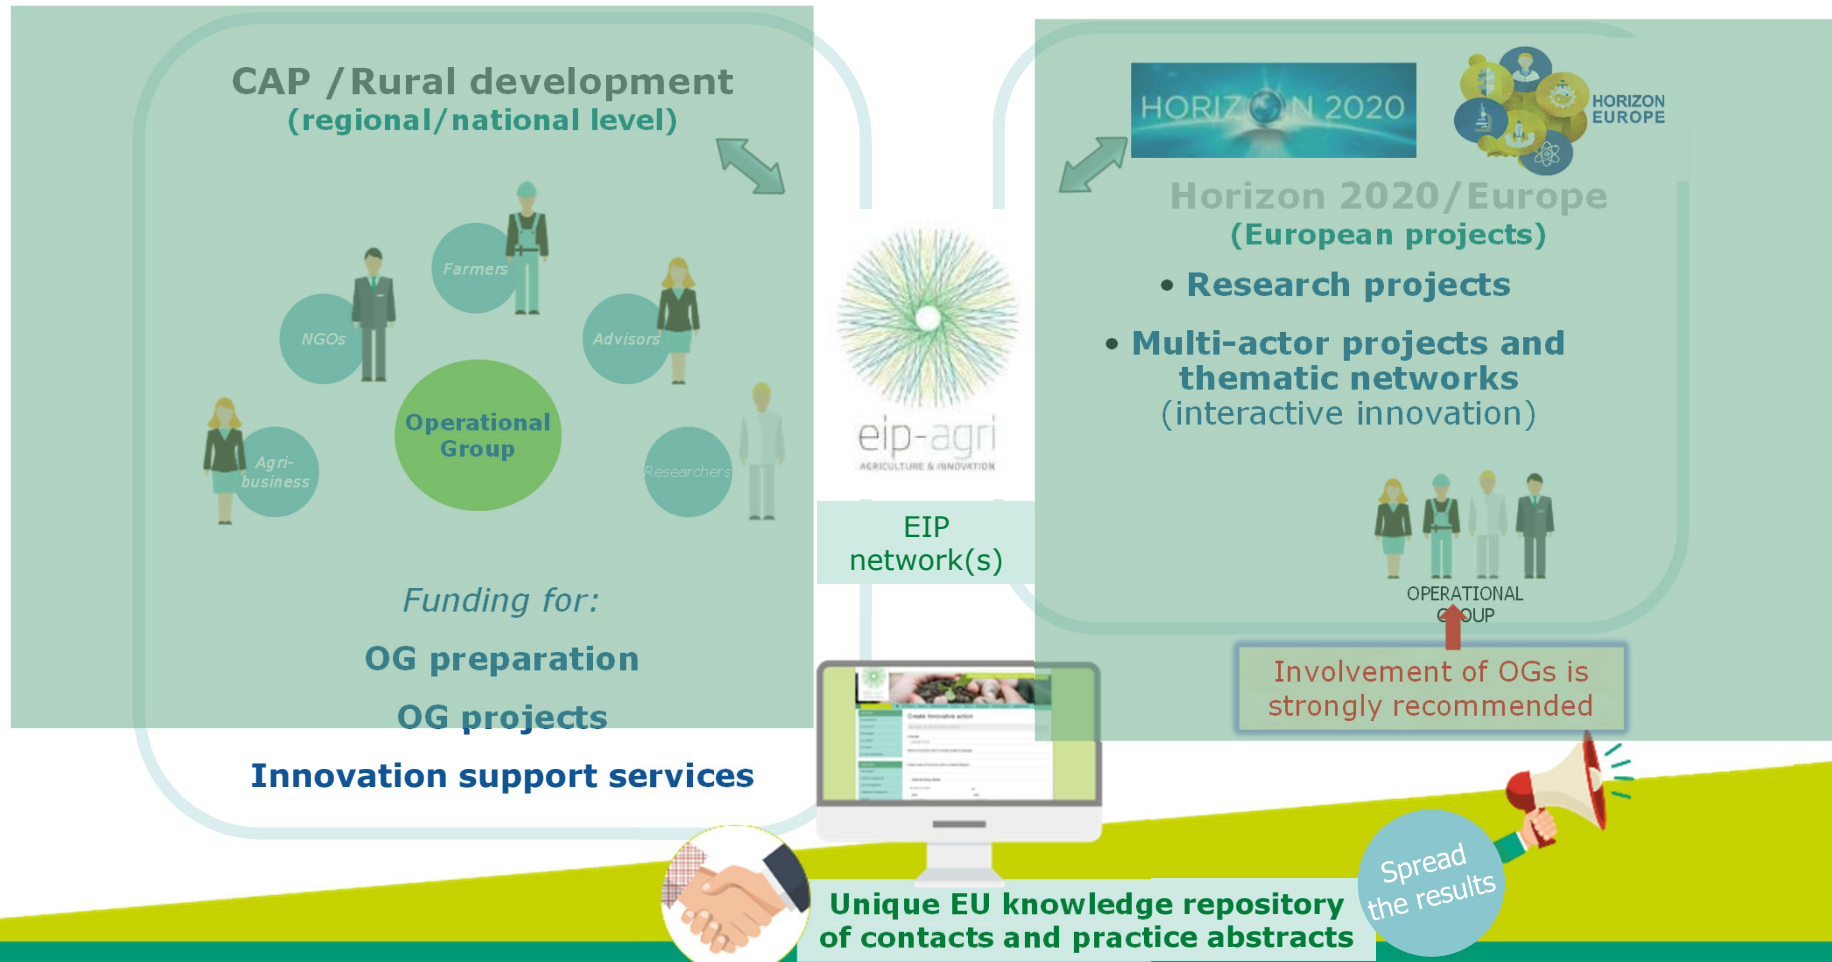 CAP /Rural development
(regional/national level)
Farmers
NGOs
Advisors
Operational
Group
Agri-
business
Researchers
Funding for:
OG preparation
OG projects
Innovation support services
eip-agri
AGRICULTURE & INNOVATION
EIP
network(s)
HORIZON 2020
HORIZON
EUROPE
Horizon 2020/Europe
(European projects)
• Research projects
• Multi-actor projects and
thematic networks
(interactive innovation)
OPERATIONAL
GROUP
Involvement of OGs is
strongly recommended
Create Innovative action
Unique EU knowledge repository
of contacts and practice abstracts
Spread
the results